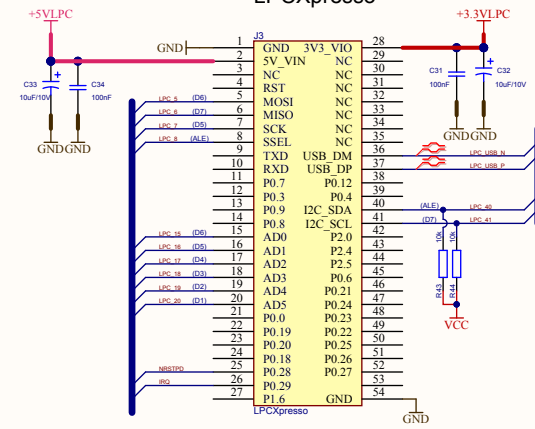 LPCXpresso
+5VLPC
+3.3VLPC
J3
GND 1 GND 3V3_VIO 28
2 5V_VIN NC 29
3 NC NC 30
4 RST NC 31
LPC_5 (D6) 5 MOSI NC 32
LPC_6 (D7) 6 MISO NC 33
LPC_7 (D5) 7 SCK NC 34
LPC_8 (ALE) 8 SSEL NC 35
9 TXD USB_DM 36 LPC_USB_N
10 RXD USB_DP 37 LPC_USB_P
11 P0.7 P0.12 38
12 P0.3 P0.4 39
13 P0.9 I2C_SDA 40 (ALE) LPC_40
14 P0.8 I2C_SCL 41 (D7) LPC_41
LPC_15 (D6) 15 AD0 P2.0 42
LPC_16 (D5) 16 AD1 P2.4 43
LPC_17 (D4) 17 AD2 P2.5 44
LPC_18 (D3) 18 AD3 P0.6 45
LPC_19 (D2) 19 AD4 P0.21 46
LPC_20 (D1) 20 AD5 P0.24 47
21 P0.0 P0.23 48
22 P0.19 P0.22 49
23 P0.20 P0.25 50
24 P0.18 P0.26 51
NRSTPD 25 P0.28 P0.27 52
IRQ 26 P0.29 53
27 P1.6 GND 54
LPCXpresso
GND
C33
10uF/10V
C34
100nF
GND GND
C31
100nF
C32
10uF/10V
GND GND
10k
10k
R43
R44
VCC